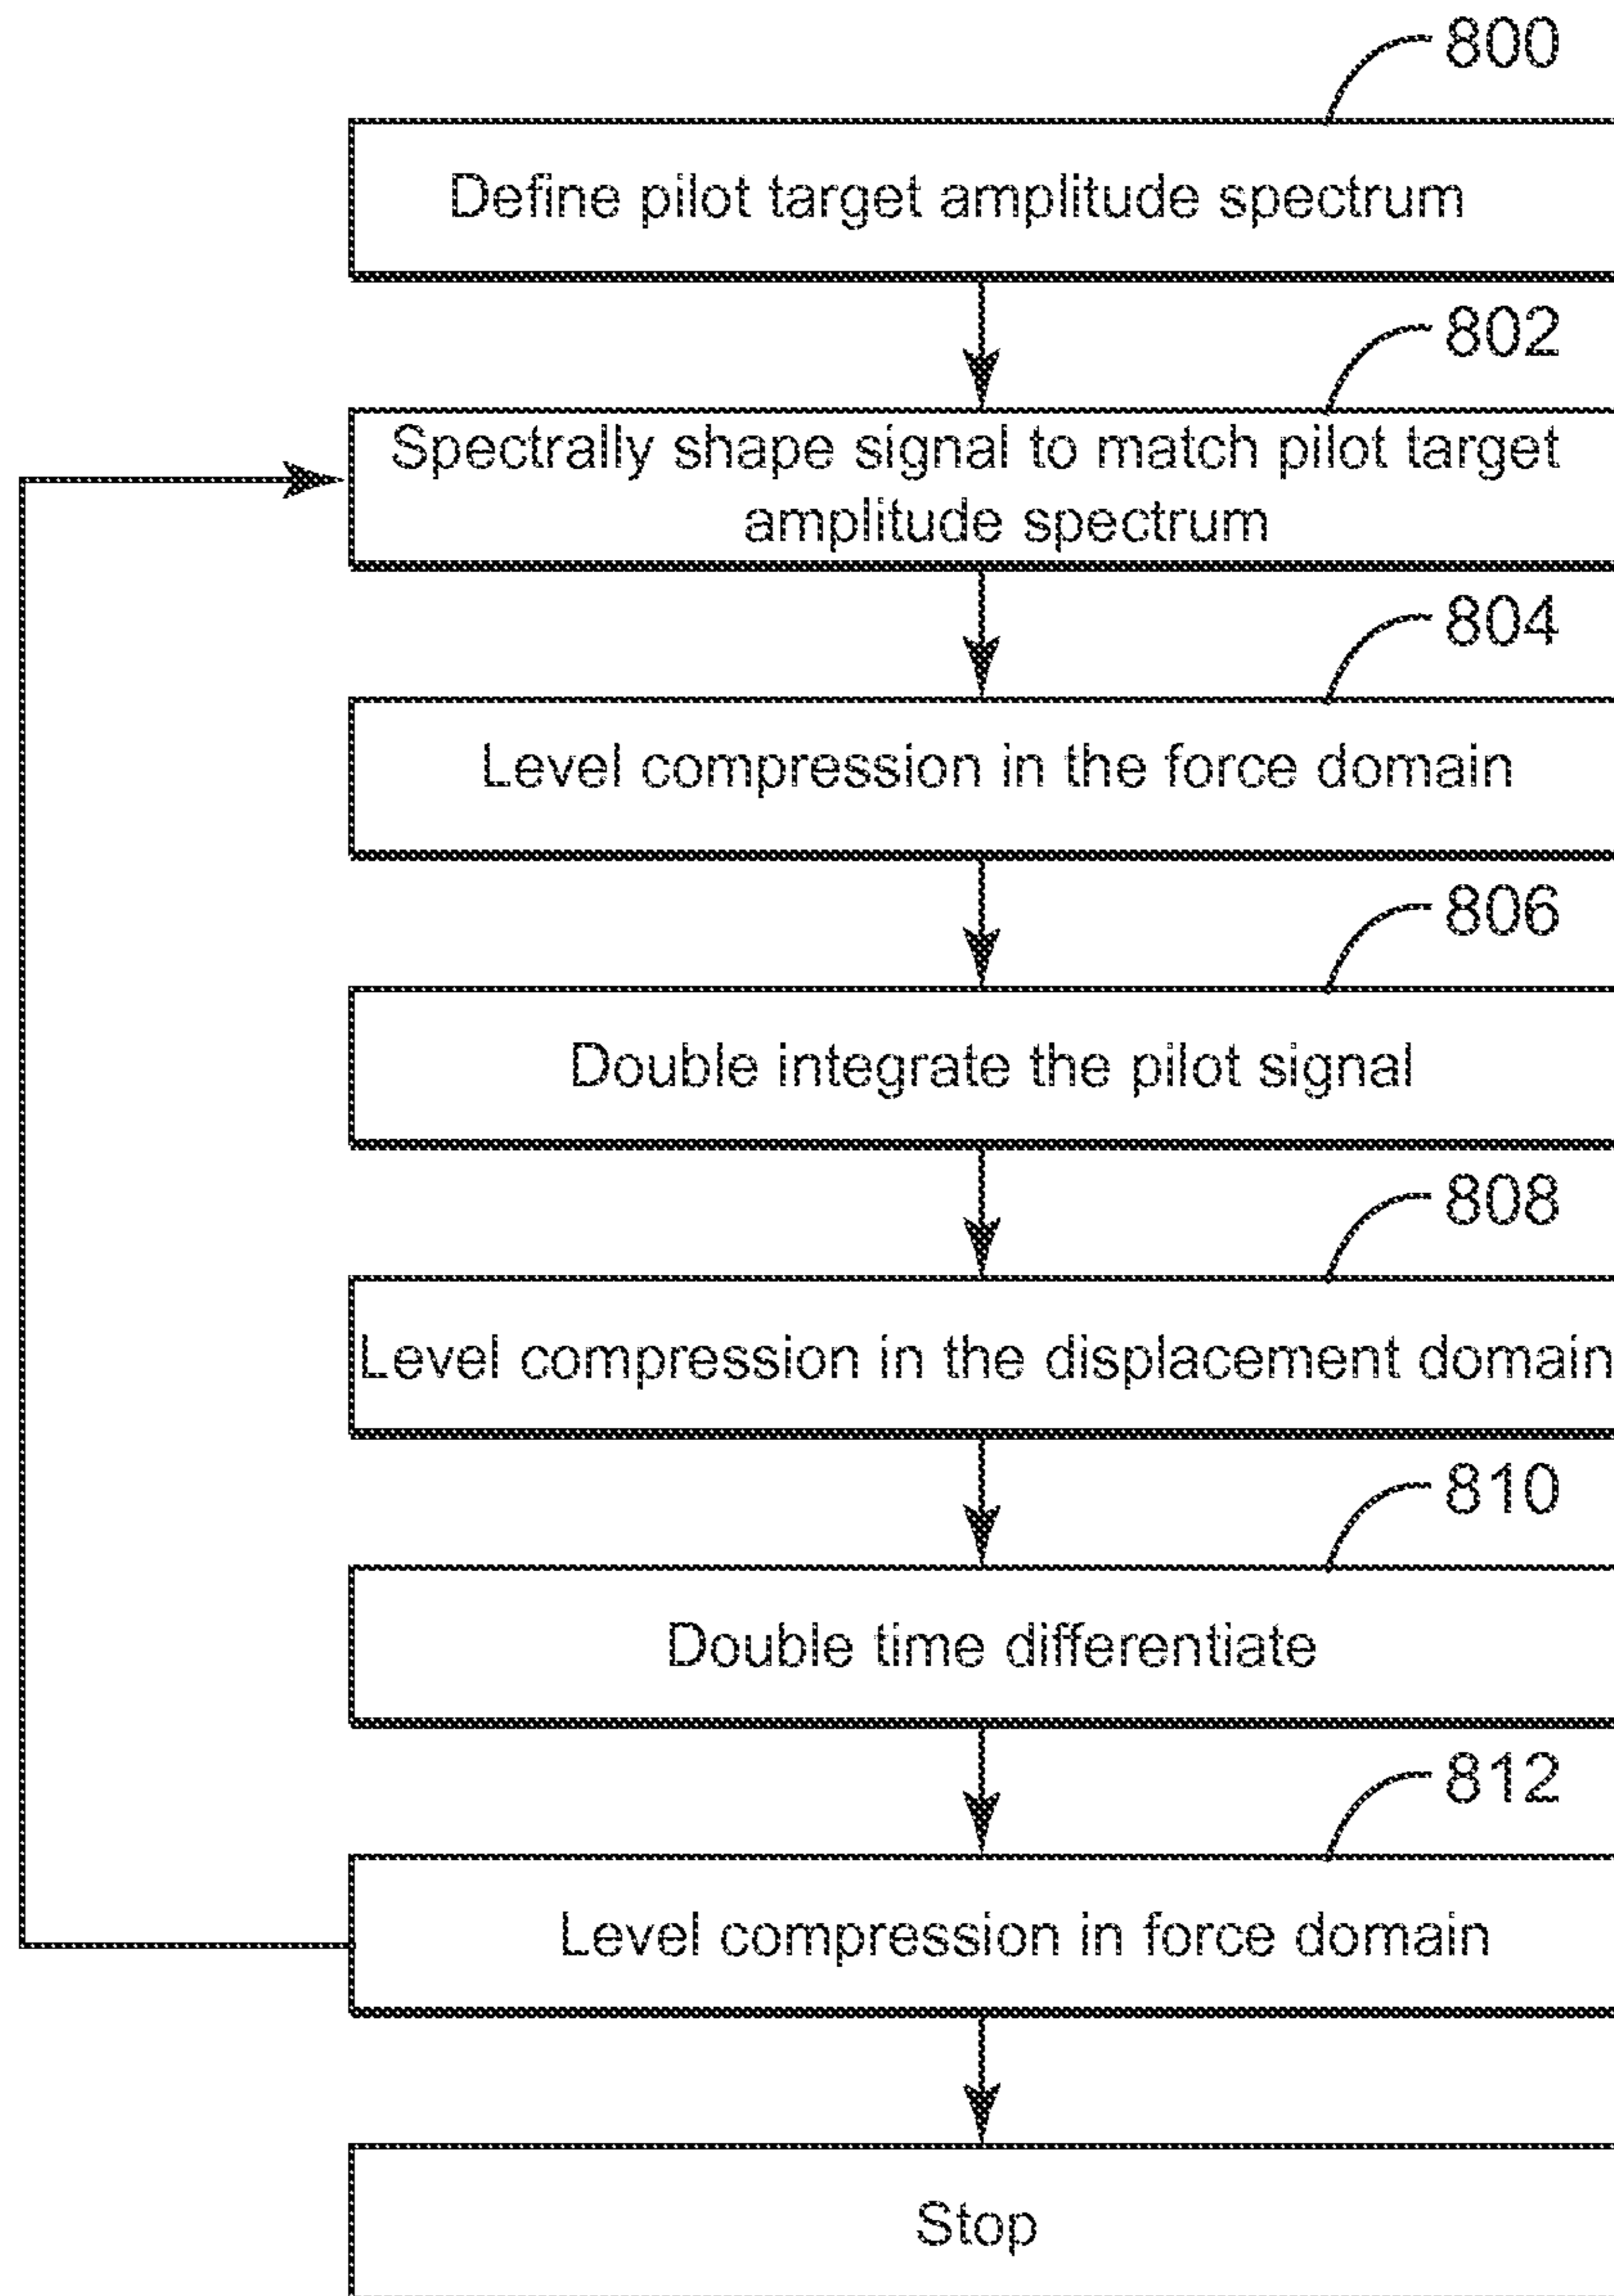 800
Define pilot target amplitude spectrum
802
Spectrally shape signal to match pilot target
amplitude spectrum
804
Level compression in the force domain
806
Double integrate the pilot signal
808
Level compression in the displacement domain
810
Double time differentiate
812
Level compression in force domain
Stop